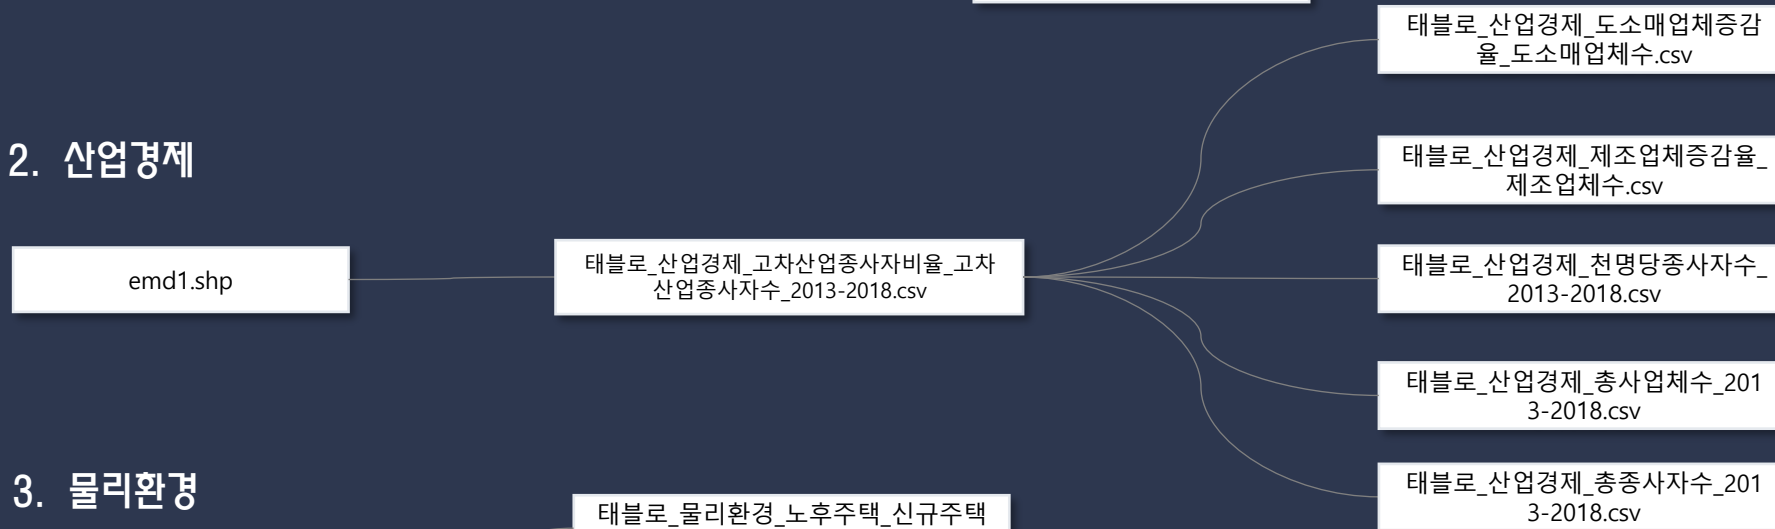 태블로_산업경제_도소매업체증감
율_도소매업체수.csv
2. 산업경제
태블로_산업경제_제조업체증감율_
제조업체수.csv
emd1.shp
태블로_산업경제_고차산업종사자비율_고차
산업종사자수_2013-2018.csv
태블로_산업경제_천명당종사자수_
2013-2018.csv
태블로_산업경제_총사업체수_201
3-2018.csv
태블로_산업경제_총종사자수_201
3-2018.csv
3. 물리환경
태블로_물리환경_노후주택_신규주택